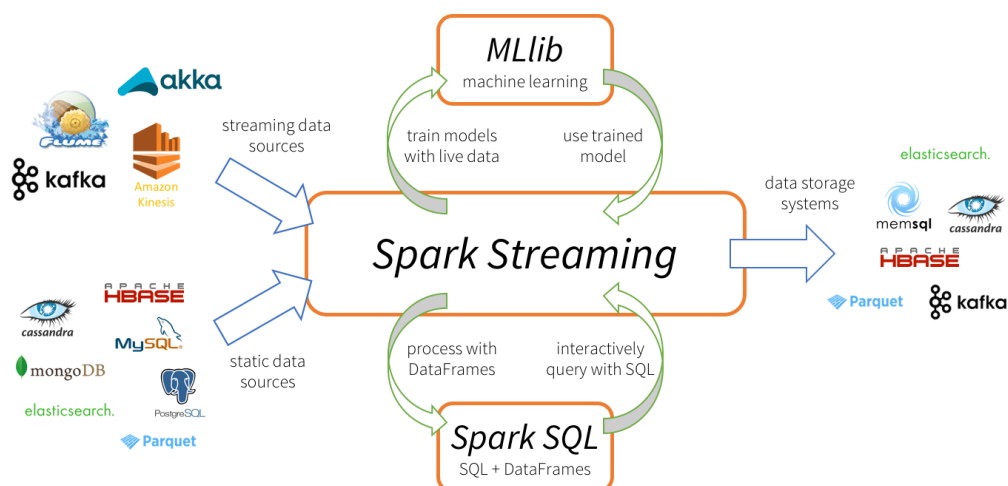 MLlib
machine learning
akka
FLUME
kafka
Amazon
Kinesis
streaming data
sources
train models
with live data
use trained
model
Spark Streaming
data storage
systems
elasticsearch.
memsql
cassandra
APACHE
HBASE
Parquet
kafka
APACHE
HBASE
cassandra
MySQL
mongoDB
PostgreSQL
elasticsearch.
Parquet
static data
sources
process with
DataFrames
interactively
query with SQL
Spark SQL
SQL + DataFrames